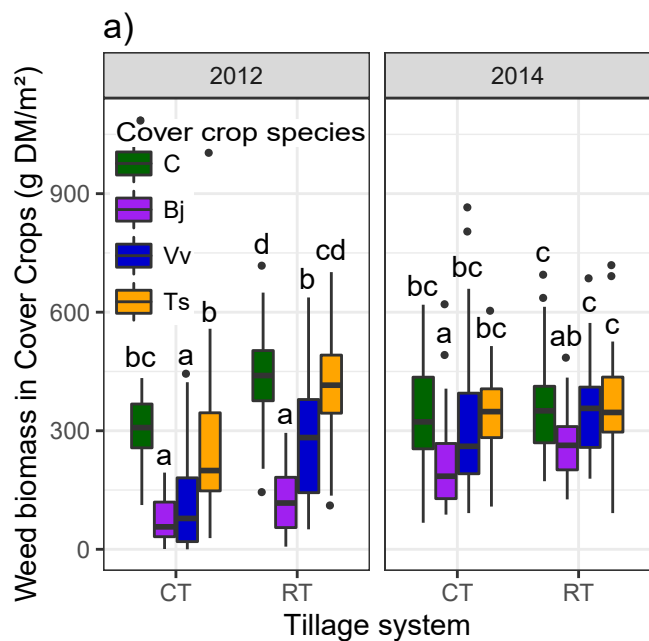 a)
2012
2014
Weed biomass in Cover Crops (g DM/m²)
900
600
300
0
Cover crop species
C
Bj
Vv
Ts
bc
a
a
b
d
a
b
cd
bc
a
bc
bc
c
ab
c
c
CT
RT
CT
RT
Tillage system